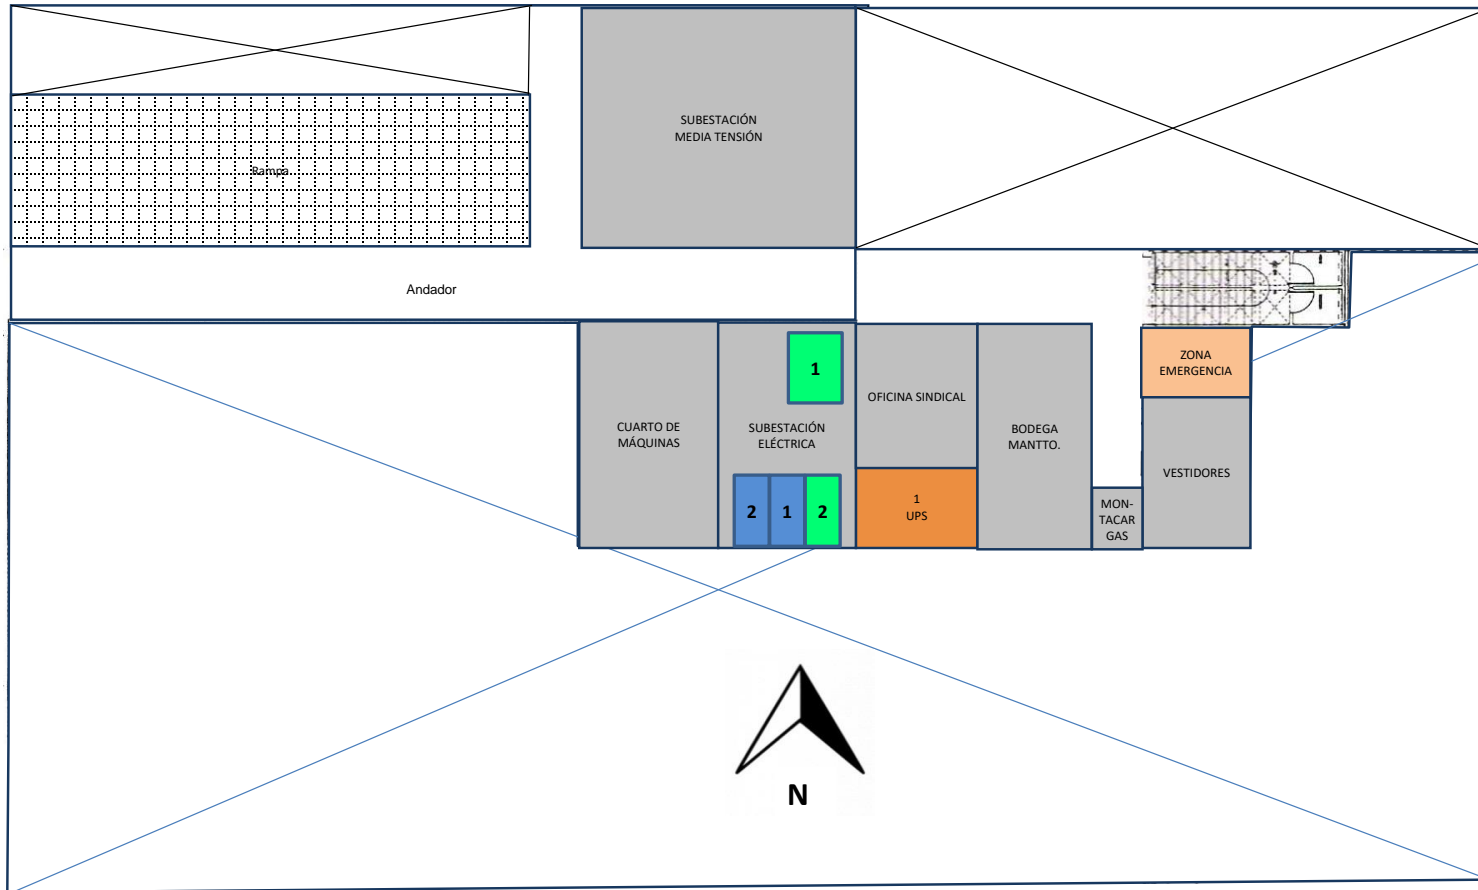 SUBESTACIÓN
MEDIA TENSIÓN
Rampa
Andador
ZONA
EMERGENCIA
1
OFICINA SINDICAL
CUARTO DE
MÁQUINAS
SUBESTACIÓN
ELÉCTRICA
BODEGA
MANTTO.
VESTIDORES
2
1
2
1
UPS
MON-
TACAR
GAS
N